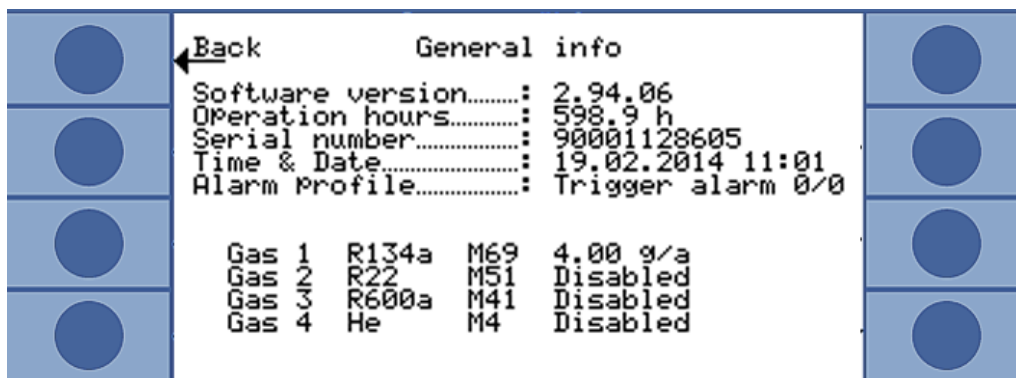 Back General info
Software version........: 2.94.06
Operation hours...........: 598.9 h
Serial number................: 90001128605
Time & Date.....................: 19.02.2014 11:01
Alarm Profile................: Trigger alarm 0/0
Gas 1 R134a M69 4.00 g/a
Gas 2 R22 M51 Disabled
Gas 3 R600a M41 Disabled
Gas 4 He M4 Disabled